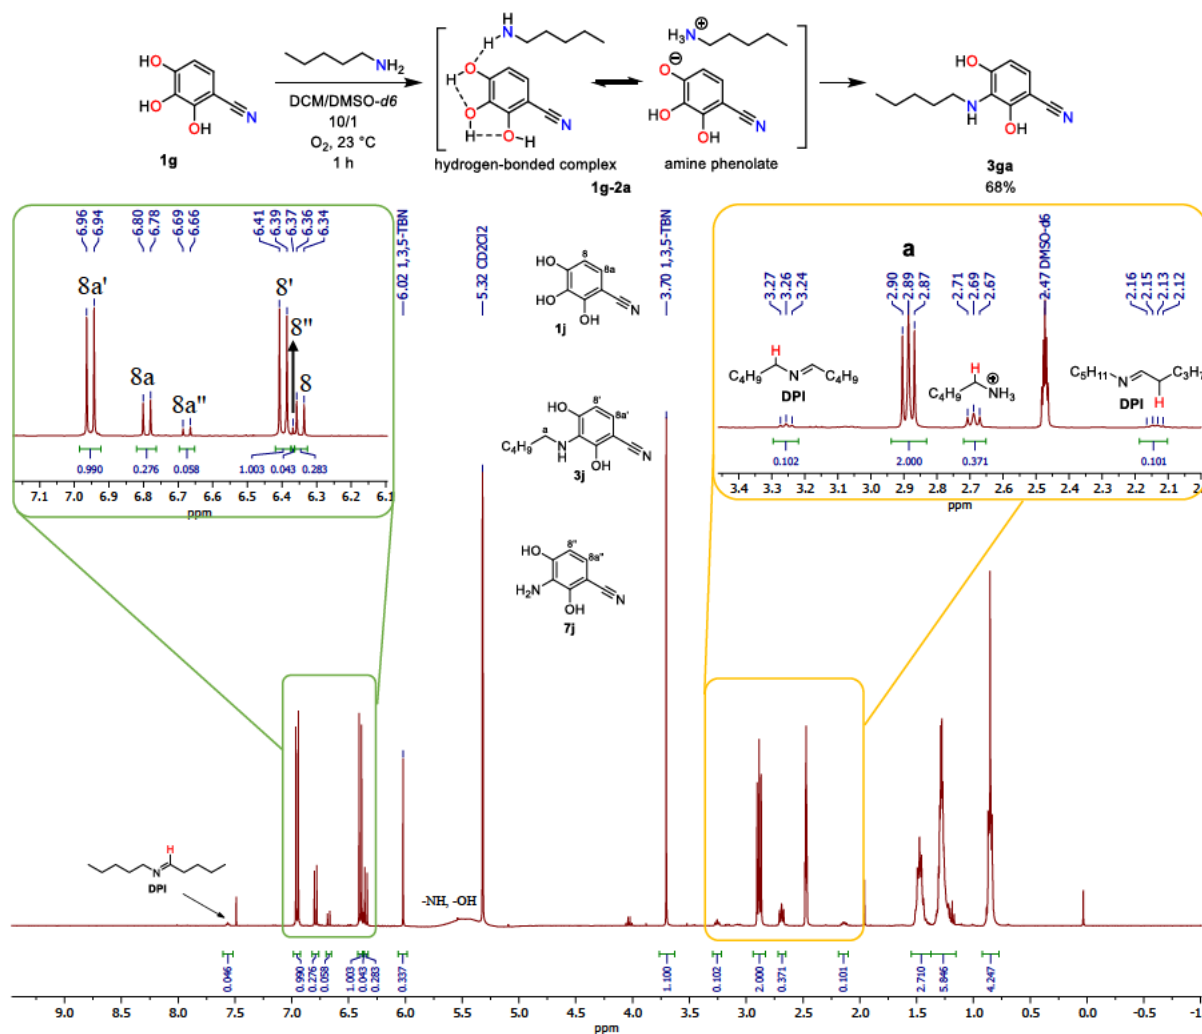 NH2
DCM/DMSO-d6
10/1
O2, 23 °C
1 h
HO
HO
OH
N
1g
H
N
H
O
H
O
H
O
H
N
hydrogen-bonded complex
1g-2a
H3N
⊕
⊖
O
HO
OH
N
amine phenolate
HO
N
H
OH
N
3ga
68%
6.96
6.94
6.80
6.78
6.69
6.66
6.41
6.39
6.37
6.36
6.34
8a'
8a
8a"
8'
8"
8
0.990
0.276
0.058
1.003
0.043
0.283
7.1 7.0 6.9 6.8 6.7 6.6 6.5 6.4 6.3 6.2 6.1
ppm
6.02 1,3,5-TBN
5.32 CD2Cl2
3.70 1,3,5-TBN
HO
8
8a
HO
OH
N
1j
HO
8'
8a'
a
C4H9
N
H
OH
N
3j
HO
8"
8a"
H2N
OH
N
7j
3.27
3.26
3.24
a
2.90
2.89
2.87
2.71
2.69
2.67
2.47 DMSO-d6
2.16
2.15
2.13
2.12
H
C4H9
N
C4H9
DPI
H
⊕
C4H9
NH3
C5H11
N
C3H7
DPI
H
0.102
2.000
0.371
0.101
3.4 3.3 3.2 3.1 3.0 2.9 2.8 2.7 2.6 2.5 2.4 2.3 2.2 2.1
ppm
H
N
DPI
-NH, -OH
0.046
0.990
0.276
0.058
1.003
0.043
0.283
0.337
1.100
0.102
2.000
0.371
0.101
2.710
5.846
4.247
9.0 8.5 8.0 7.5 7.0 6.5 6.0 5.5 5.0 4.5 4.0 3.5 3.0 2.5 2.0 1.5 1.0 0.5 0.0 -0.5
ppm